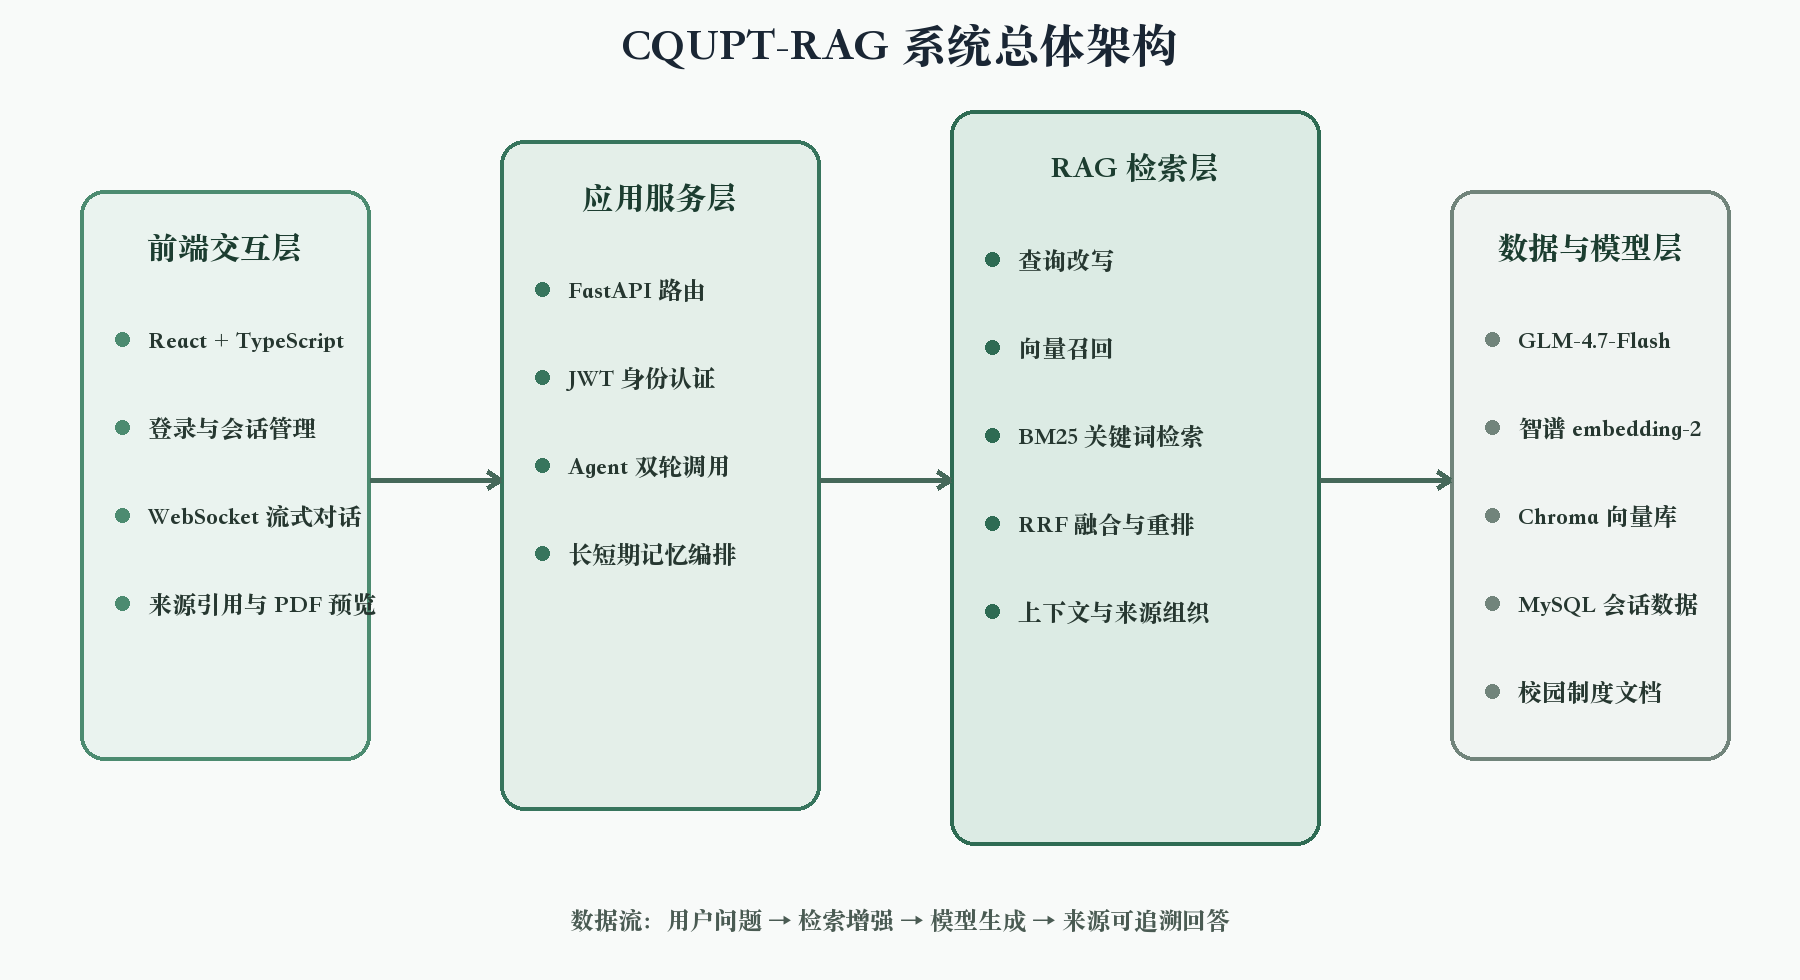 CQUPT-RAG 系统总体架构
前端交互层
React + TypeScript
登录与会话管理
WebSocket 流式对话
来源引用与 PDF 预览
应用服务层
FastAPI 路由
JWT 身份认证
Agent 双轮调用
长短期记忆编排
RAG 检索层
查询改写
向量召回
BM25 关键词检索
RRF 融合与重排
上下文与来源组织
数据与模型层
GLM-4.7-Flash
智谱 embedding-2
Chroma 向量库
MySQL 会话数据
校园制度文档
数据流：用户问题 → 检索增强 → 模型生成 → 来源可追溯回答